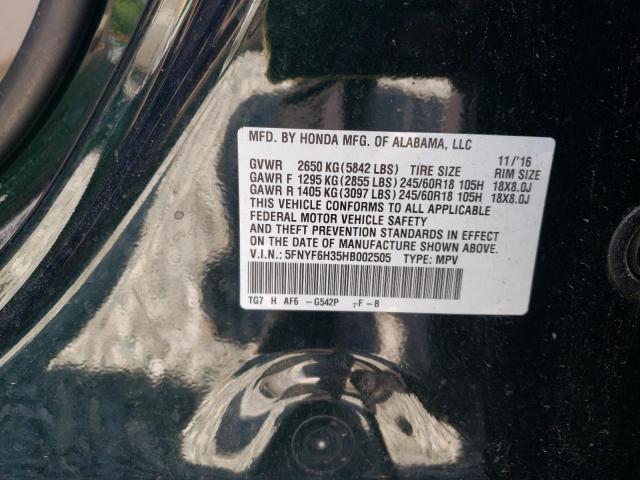 MFD. BY HONDA MFG. OF ALABAMA, LLC 11/'16
GVWR 2650 KG(5842 LBS) TIRE SIZE RIM SIZE
GAWR F 1295 KG(2855 LBS) 245/60R18 105H 18X8.0J
GAWR R 1405 KG(3097 LBS) 245/60R18 105H 18X8.0J
THIS VEHICLE CONFORMS TO ALL APPLICABLE
FEDERAL MOTOR VEHICLE SAFETY
AND THEFT PREVENTION STANDARDS IN EFFECT
ON THE DATE OF MANUFACTURE SHOWN ABOVE.
V.I.N.: 5FNYF6H35HB002505 TYPE: MPV
TG7 H AF6 - G542P -F-B